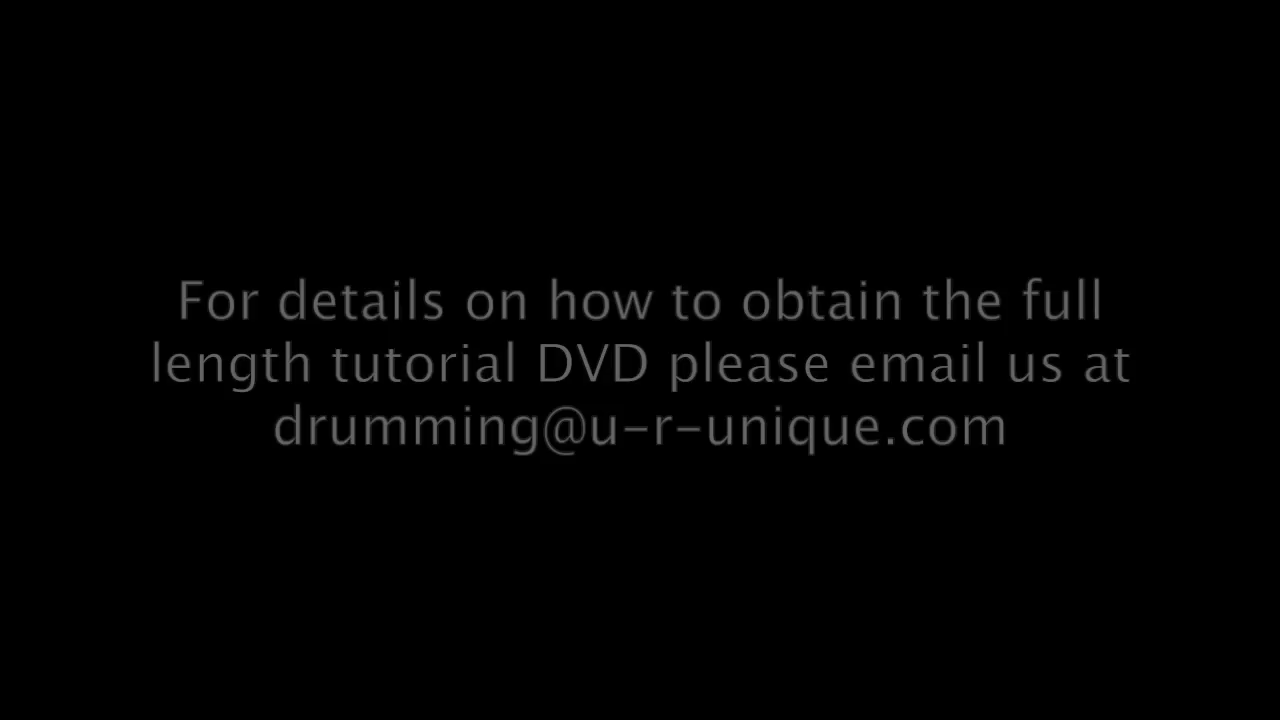 For details on how to obtain the full
length tutorial DVD please email us at
drumming@u-r-unique.com